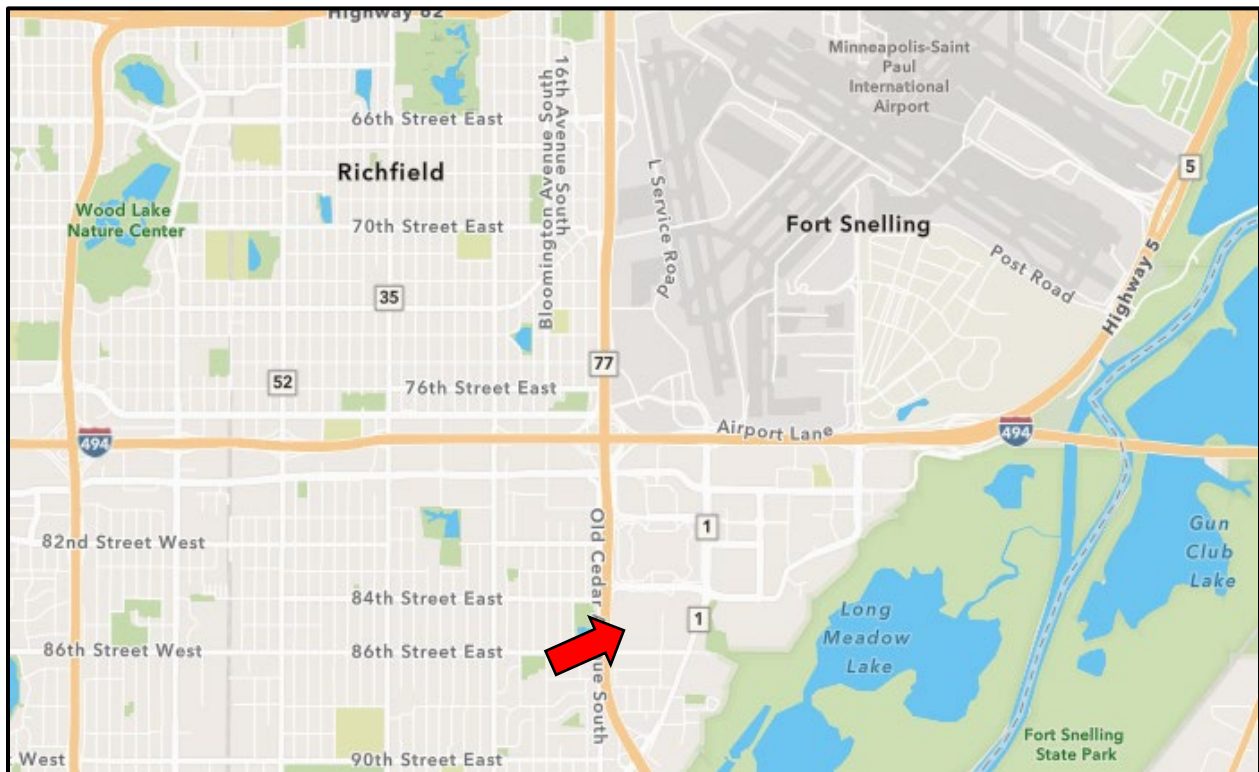 Highway 62
Minneapolis-Saint
Paul
International
Airport
16th Avenue South
Bloomington Avenue South
66th Street East
Richfield
L Service Road
5
Wood Lake
Nature Center
70th Street East
Fort Snelling
Post Road
Highway 5
35
77
52
76th Street East
494
Airport Lane
494
82nd Street West
Old Cedar
ue South
1
Gun
Club
Lake
84th Street East
1
Long
Meadow
Lake
86th Street West
86th Street East
West
90th Street East
Fort Snelling
State Park